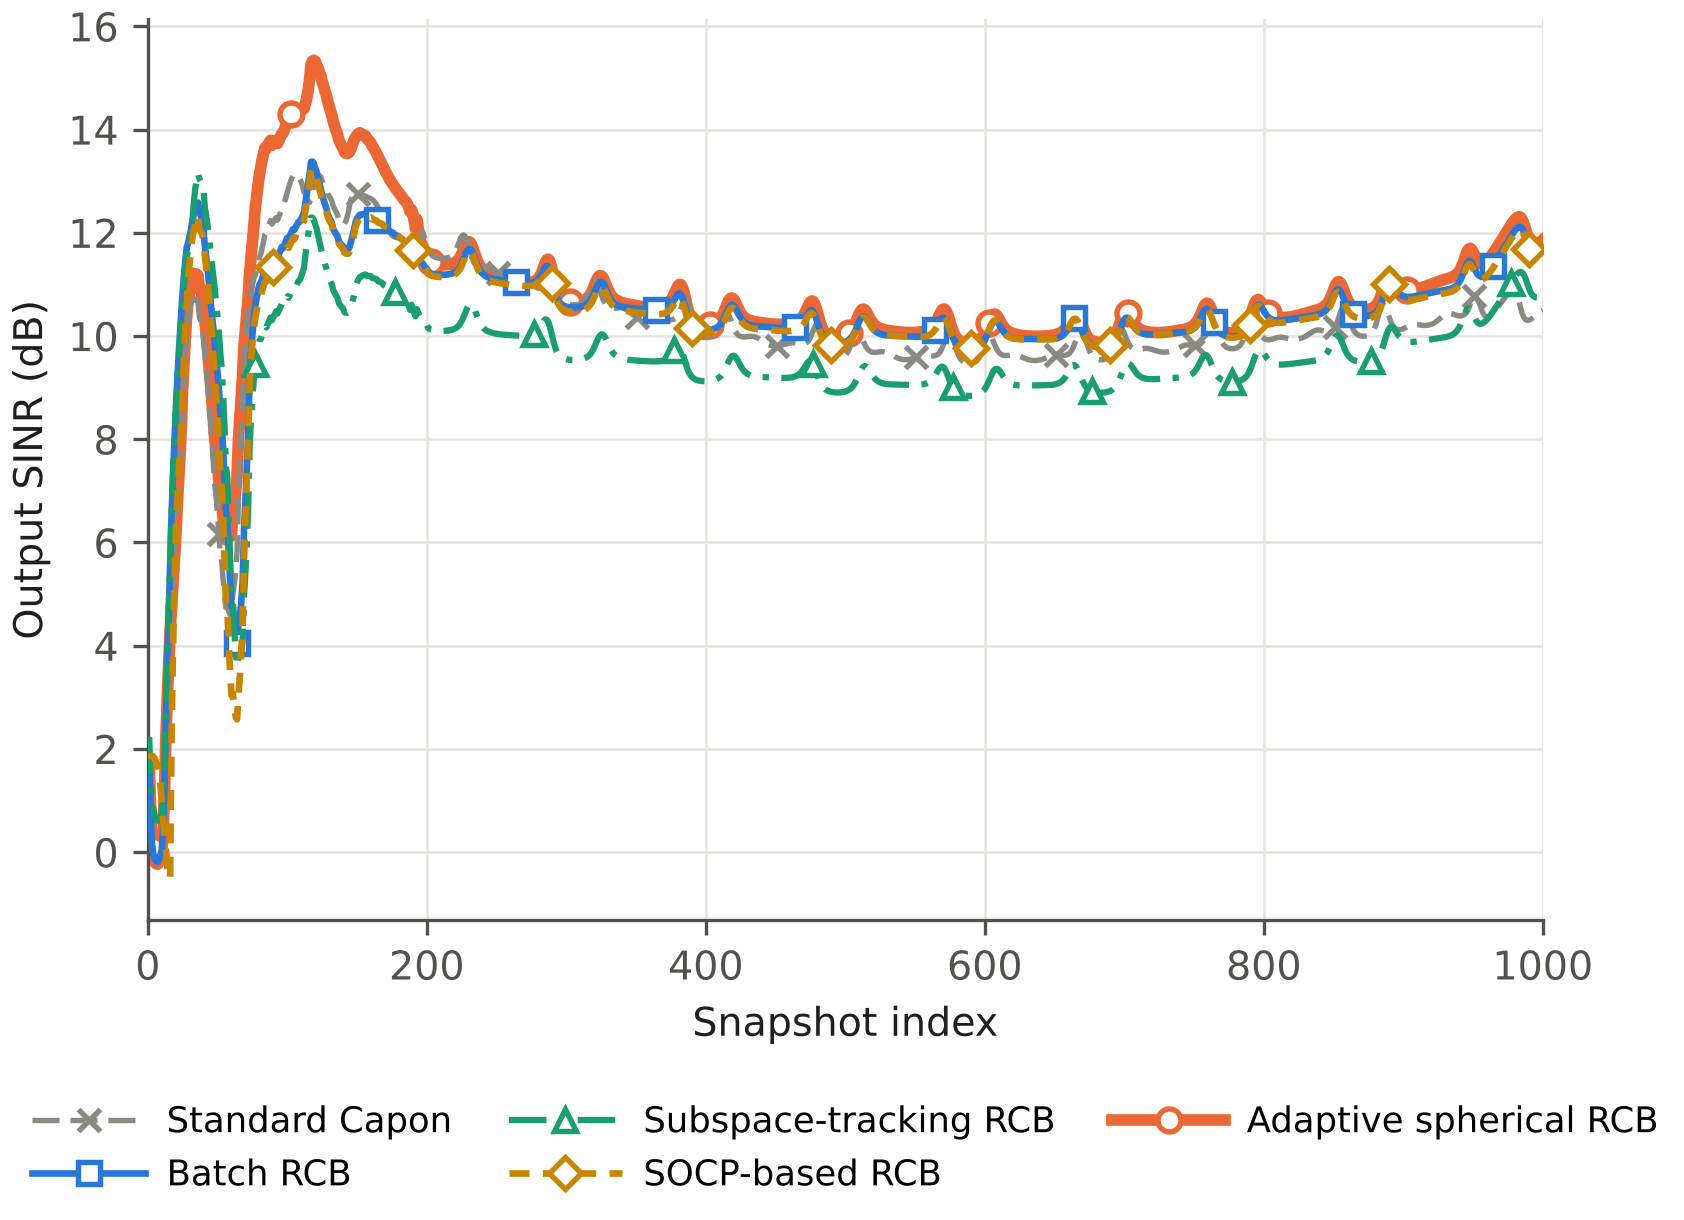 16
14
12
10
8
6
4
2
0
Output SINR (dB)
0 200 400 600 800 1000
Snapshot index
Standard Capon Subspace-tracking RCB Adaptive spherical RCB
Batch RCB SOCP-based RCB